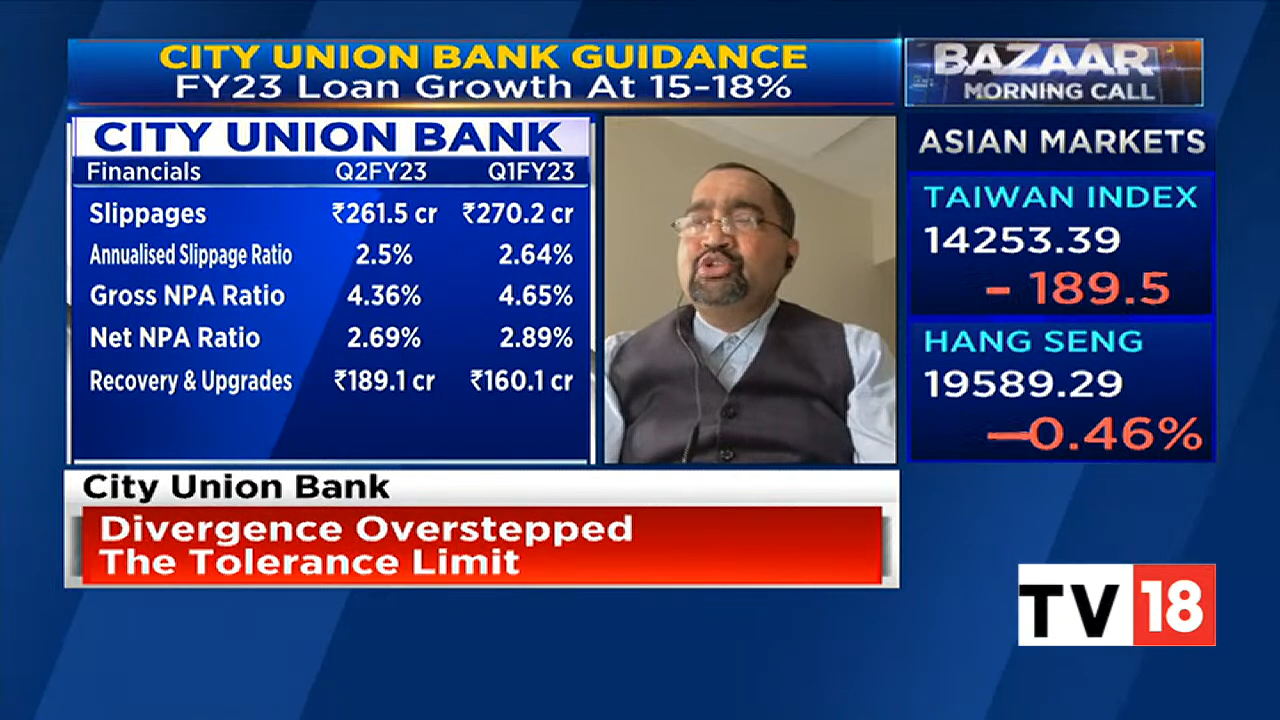 CITY UNION BANK GUIDANCE
FY23 Loan Growth At 15-18%
BAZAAR
MORNING CALL
CITY UNION BANK
Financials Q2FY23 Q1FY23
Slippages ₹261.5 cr ₹270.2 cr
Annualised Slippage Ratio 2.5% 2.64%
Gross NPA Ratio 4.36% 4.65%
Net NPA Ratio 2.69% 2.89%
Recovery & Upgrades ₹189.1 cr ₹160.1 cr
ASIAN MARKETS
TAIWAN INDEX
14253.39
- 189.5
HANG SENG
19589.29
-0.46%
City Union Bank
Divergence Overstepped
The Tolerance Limit
TV18